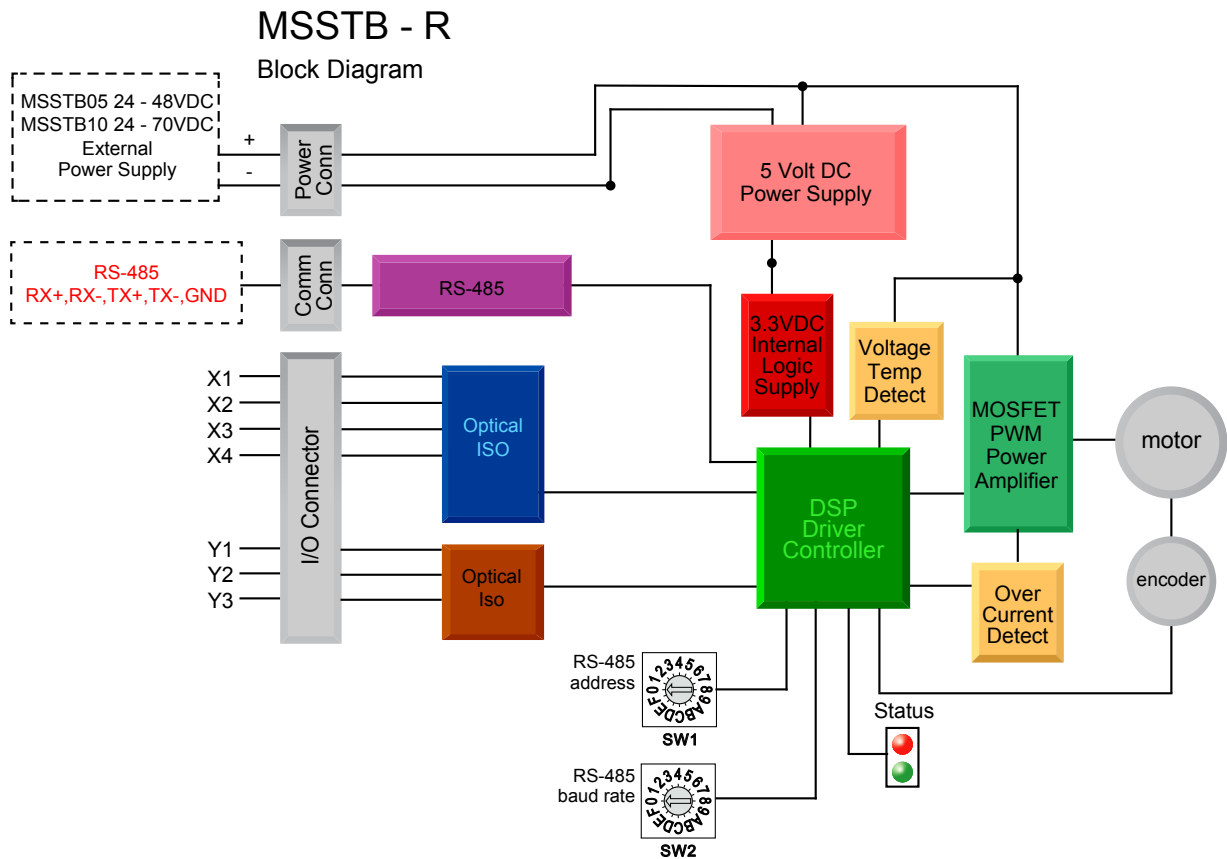 MSSTB - R
Block Diagram
MSSTB05 24 - 48VDC
MSSTB10 24 - 70VDC
External
Power Supply
+
-
Power
Conn
5 Volt DC
Power Supply
RS-485
RX+,RX-,TX+,TX-,GND
Comm
Conn
RS-485
3.3VDC
Internal
Logic
Supply
Voltage
Temp
Detect
MOSFET
PWM
Power
Amplifier
motor
encoder
X1
X2
X3
X4
Y1
Y2
Y3
I/O Connector
Optical
ISO
Optical
Iso
DSP
Driver
Controller
Over
Current
Detect
RS-485
address
0123456789ABCDEF
SW1
RS-485
baud rate
0123456789ABCDEF
SW2
Status